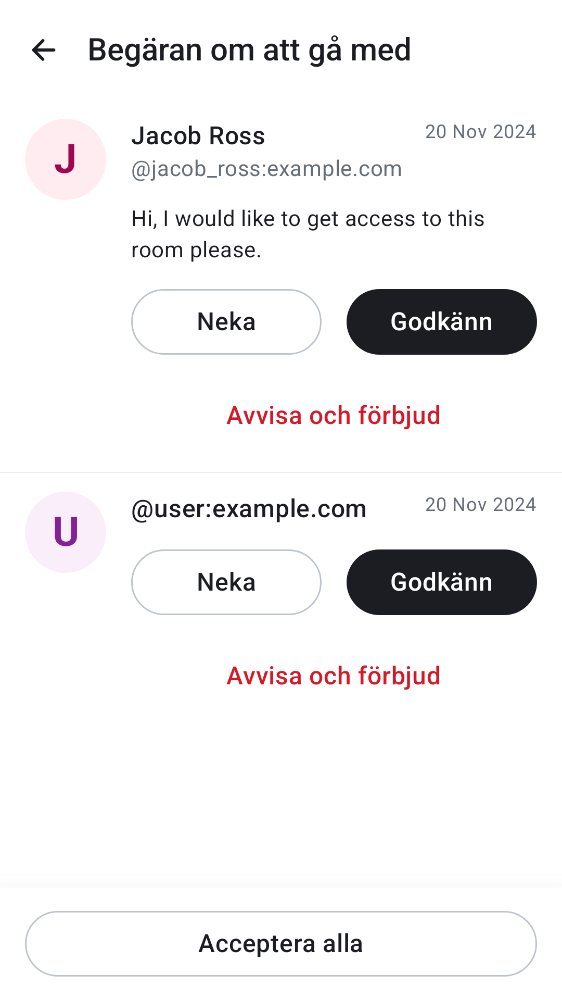 Begäran om att gå med
J
Jacob Ross
20 Nov 2024
@jacob_ross:example.com
Hi, I would like to get access to this
room please.
Neka
Godkänn
Avvisa och förbjud
U
@user:example.com
20 Nov 2024
Neka
Godkänn
Avvisa och förbjud
Acceptera alla